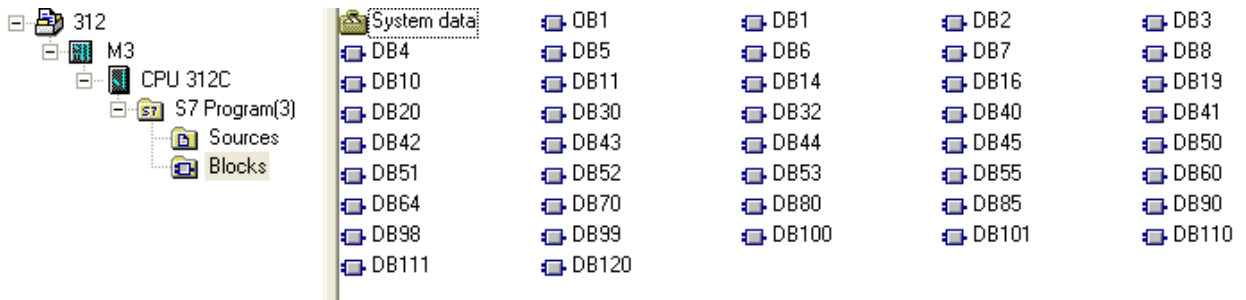 312
M3
CPU 312C
S7 Program(3)
Sources
Blocks
System data OB1 DB1 DB2 DB3
DB4 DB5 DB6 DB7 DB8
DB10 DB11 DB14 DB16 DB19
DB20 DB30 DB32 DB40 DB41
DB42 DB43 DB44 DB45 DB50
DB51 DB52 DB53 DB55 DB60
DB64 DB70 DB80 DB85 DB90
DB98 DB99 DB100 DB101 DB110
DB111 DB120